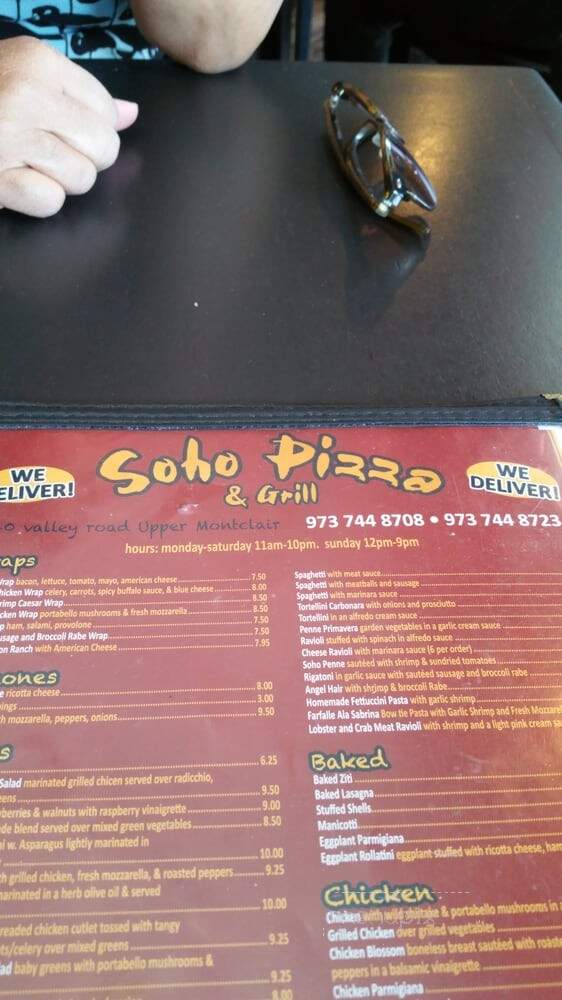 WE DELIVER!
Soho Pizza
& Grill
WE DELIVER!
valley road Upper Montclair
973 744 8708 • 973 744 8723
hours: monday-saturday 11am-10pm. sunday 12pm-9pm
bacon, lettuce, tomato, mayo, american cheese 7.50
celery, carrots, spicy buffalo sauce, & blue cheese 8.00
Caesar Wrap 8.50
Wrap portabello mushrooms & fresh mozzarella 8.50
ham, salami, provolone 7.50
and Broccoli Rabe Wrap 7.50
Ranch with American Cheese 7.95
ricotta cheese 8.00
3.00
mozzarella, peppers, onions 9.50
6.25
Salad marinated grilled chicen served over radicchio,
9.50
& walnuts with raspberry vinaigrette 9.00
blend served over mixed green vegetables 8.50
w. Asparagus lightly marinated in
10.00
grilled chicken, fresh mozzarella, & roasted peppers 9.25
marinated in a herb olive oil & served
10.00
chicken cutlet tossed with tangy
over mixed greens 9.25
baby greens with portabello mushrooms &
9.25
8.00
Spaghetti with meat sauce
Spaghetti with meatballs and sausage
Spaghetti with marinara sauce
Tortellini Carbonara with onions and prosciutto
Tortellini in an alfredo cream sauce
Penne Primavera garden vegetables in a garlic cream sauce
Ravioli stuffed with spinach in alfredo sauce
Cheese Ravioli with marinara sauce (6 per order)
Soho Penne sautéed with shrimp & sundried tomatoes
Rigatoni in garlic sauce with sautéed sausage and broccoli rabe
Angel Hair with shrimp & broccoli Rabe
Homemade Fettuccini Pasta with garlic shrimp
Farfalle Ala Sabrina Bow tie Pasta with Garlic Shrimp and Fresh
Lobster and Crab Meat Ravioli with shrimp and a light pink cream
Baked
Baked Ziti
Baked Lasagna
Stuffed Shells
Manicotti
Eggplant Parmigiana
Eggplant Rollatini eggplant stuffed with ricotta cheese, ham
Chicken
Chicken with wild shiitake & portabello mushrooms in a
Grilled Chicken over grilled vegetables
Chicken Blossom boneless breast sautéed with
peppers in a balsamic vinaigrette
Chicken Parmigiana